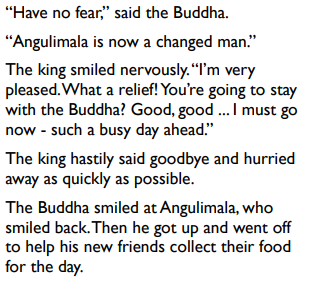 “Have no fear,” said the Buddha.
“Angulimala is now a changed man.”
The king smiled nervously. “I’m very
pleased. What a relief! You’re going to stay
with the Buddha? Good, good ... I must go
now - such a busy day ahead.”
The king hastily said goodbye and hurried
away as quickly as possible.
The Buddha smiled at Angulimala, who
smiled back. Then he got up and went off
to help his new friends collect their food
for the day.